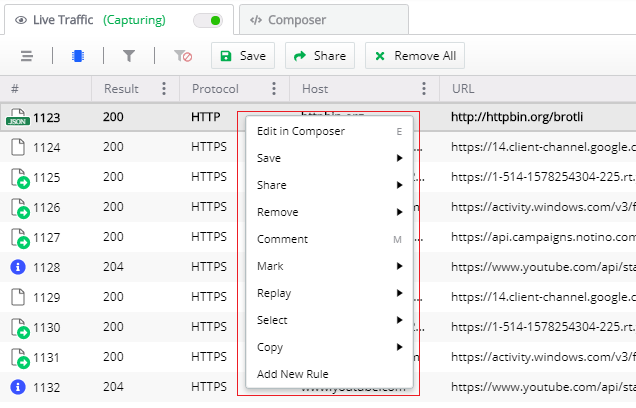 Live Traffic (Capturing) Composer
Save Share Remove All
# Result Protocol Host URL
JSON 1123 200 HTTP httpbin.org http://httpbin.org/brotli
Edit in Composer E
1124 200 HTTPS https://14.client-channel.google.c
Save
1125 200 HTTPS https://1-514-1578254304-225.rt.
Share
1126 200 HTTPS https://activity.windows.com/v3/f
Remove
1127 200 HTTPS https://api.campaigns.notino.com
Comment M
1128 204 HTTPS https://www.youtube.com/api/sta
Mark
1129 200 HTTPS https://14.client-channel.google.c
Replay
1130 200 HTTPS https://1-514-1578254304-225.rt.
Select
1131 200 HTTPS https://activity.windows.com/v3/f
Copy
1132 204 HTTPS www.youtube.com https://www.youtube.com/api/sta
Add New Rule